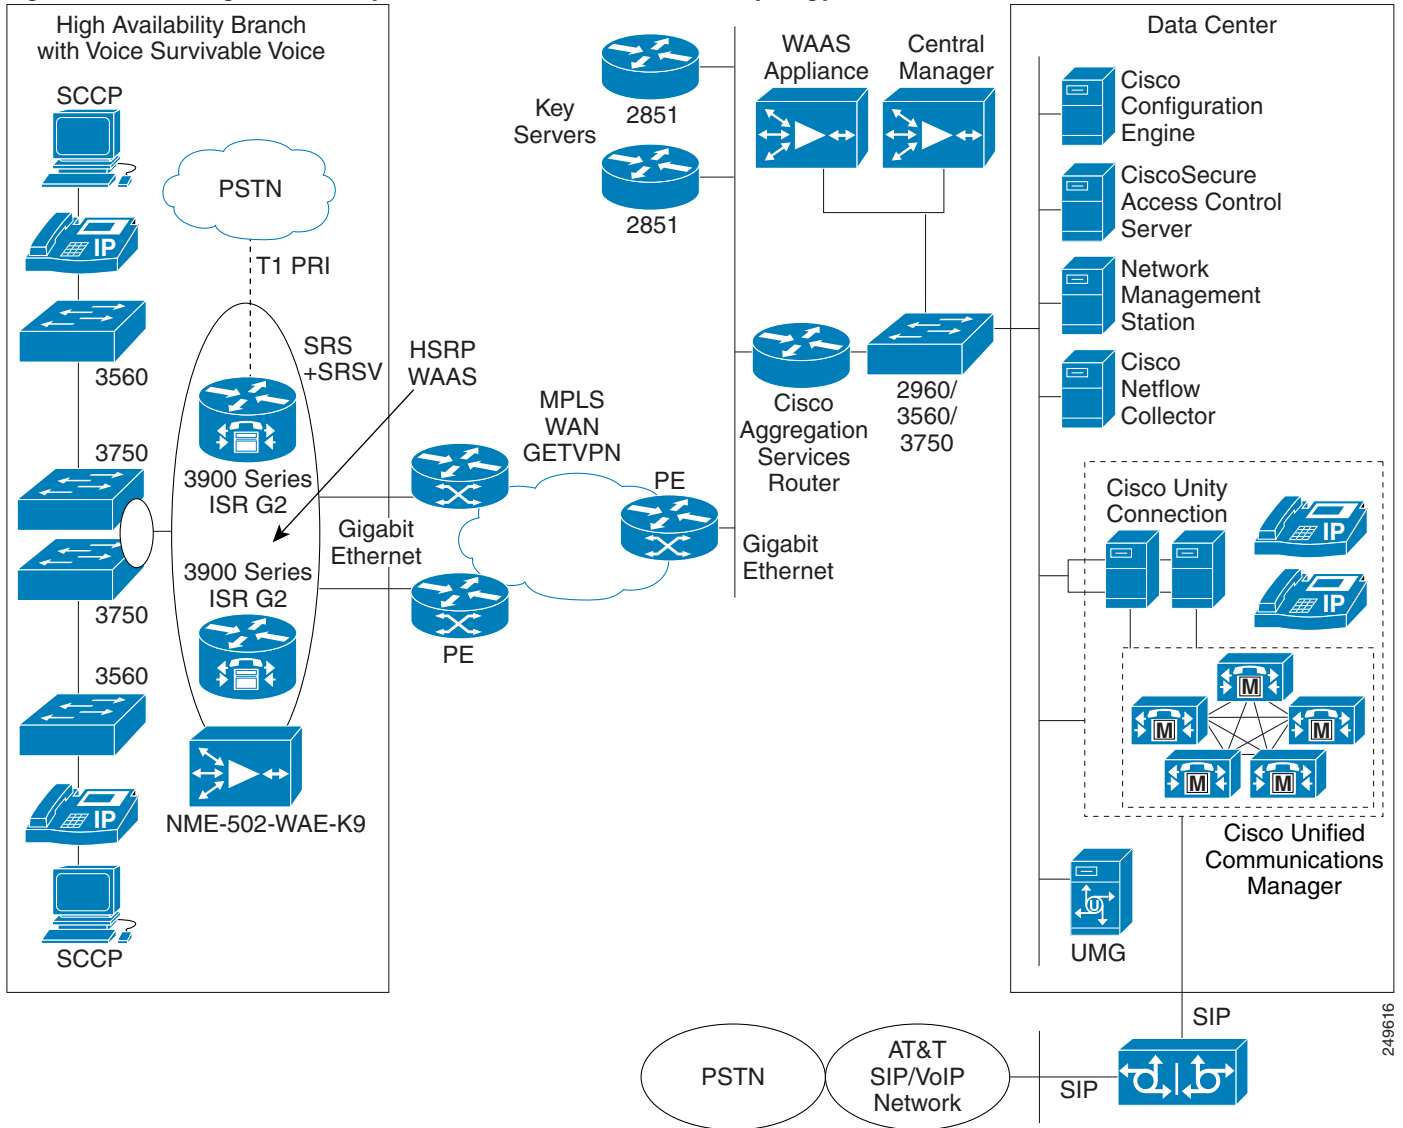 High Availability Branch
with Voice Survivable Voice
SCCP
PSTN
IP
T1 PRI
3560
SRS
+SRSV
HSRP
WAAS
3750
3900 Series
ISR G2
Gigabit
Ethernet
3900 Series
ISR G2
3750
3560
IP
NME-502-WAE-K9
SCCP
MPLS
WAN
GETVPN
PE
PE
Gigabit
Ethernet
Key
Servers
2851
2851
WAAS
Appliance
Central
Manager
Cisco
Aggregation
Services
Router
2960/
3560/
3750
Data Center
Cisco
Configuration
Engine
CiscoSecure
Access Control
Server
Network
Management
Station
Cisco
Netflow
Collector
Cisco Unity
Connection
IP
IP
M
M
M
M
M
Cisco Unified
Communications
Manager
U
UMG
SIP
PSTN
AT&T
SIP/VoIP
Network
SIP
249616